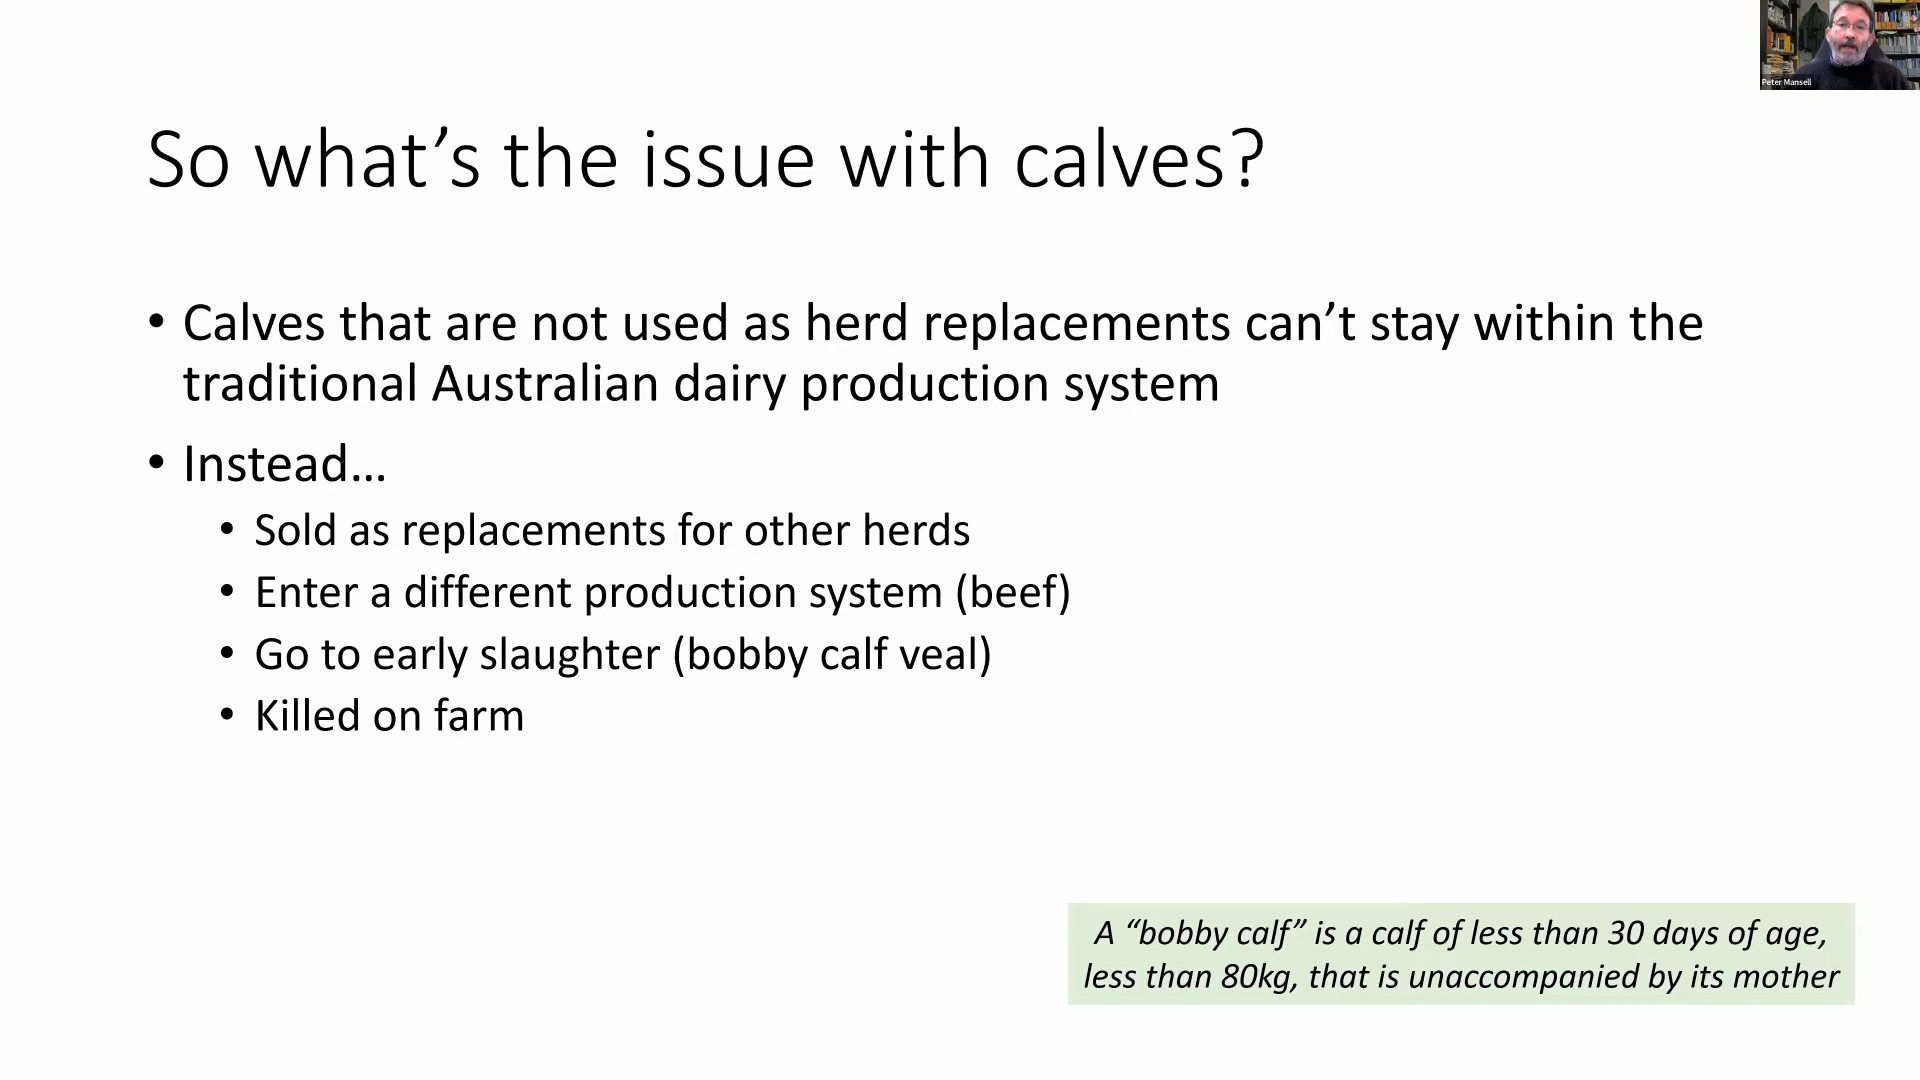 Peter Mansell
So what’s the issue with calves?
• Calves that are not used as herd replacements can’t stay within the
traditional Australian dairy production system
• Instead…
• Sold as replacements for other herds
• Enter a different production system (beef)
• Go to early slaughter (bobby calf veal)
• Killed on farm
A “bobby calf” is a calf of less than 30 days of age,
less than 80kg, that is unaccompanied by its mother